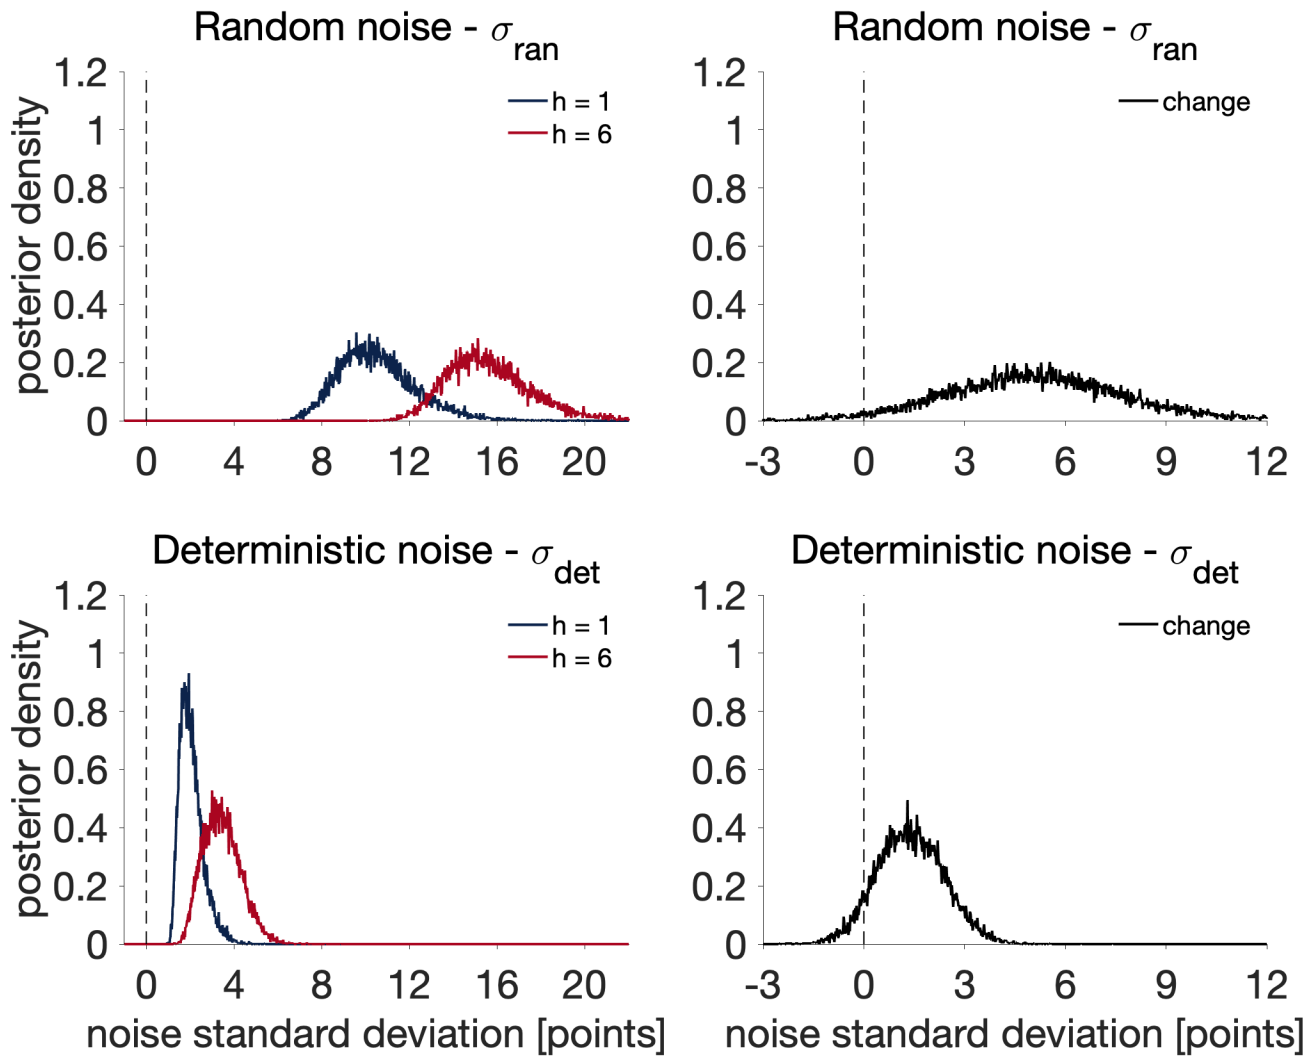 Random noise - σran
1.2
1
0.8
0.6
0.4
0.2
0
posterior density
h = 1
h = 6
0 4 8 12 16 20
Random noise - σran
1.2
1
0.8
0.6
0.4
0.2
0
change
-3 0 3 6 9 12
Deterministic noise - σdet
1.2
1
0.8
0.6
0.4
0.2
0
posterior density
h = 1
h = 6
0 4 8 12 16 20
noise standard deviation [points]
Deterministic noise - σdet
1.2
1
0.8
0.6
0.4
0.2
0
change
-3 0 3 6 9 12
noise standard deviation [points]